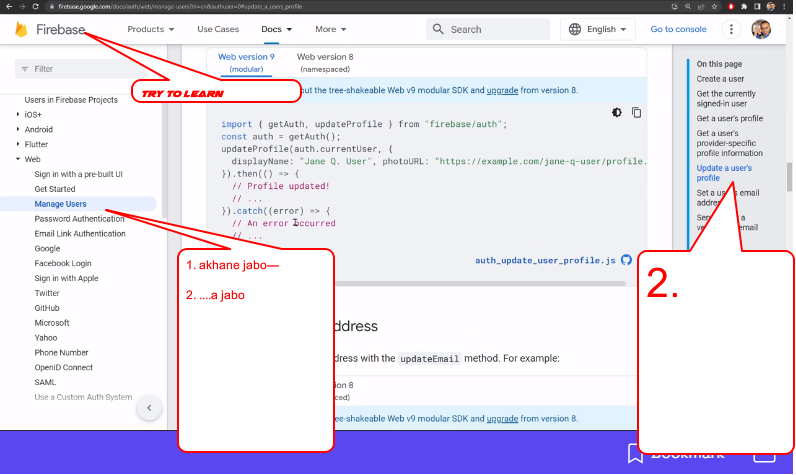 firebase.google.com/docs/auth/web/manage-users?hl=en&authuser=0#update_a_users_profile
Firebase
Products
Use Cases
Docs
More
Search
English
Go to console
Filter
Users in Firebase Projects
iOS+
Android
Flutter
Web
Sign in with a pre-built UI
Get Started
Manage Users
Password Authentication
Email Link Authentication
Google
Facebook Login
Sign in with Apple
Twitter
GitHub
Microsoft
Yahoo
Phone Number
OpenID Connect
SAML
Use a Custom Auth System
TRY TO LEARN
Web version 9
(modular)
Web version 8
(namespaced)
out the tree-shakeable Web v9 modular SDK and upgrade from version 8.
import { getAuth, updateProfile } from "firebase/auth";
const auth = getAuth();
updateProfile(auth.currentUser, {
displayName: "Jane Q. User", photoURL: "https://example.com/jane-q-user/profile.
}).then(() => {
// Profile updated!
// ...
}).catch((error) => {
// An error occurred
// ...
auth_update_user_profile.js
1. akhane jabo—
2. ....a jabo
address
dress with the updateEmail method. For example:
on 8
ced)
ree-shakeable Web v9 modular SDK and upgrade from version 8.
On this page
Create a user
Get the currently
signed-in user
Get a user's profile
Get a user's
provider-specific
profile information
Update a user's
profile
Set a user's email
address
2.
Bookmark